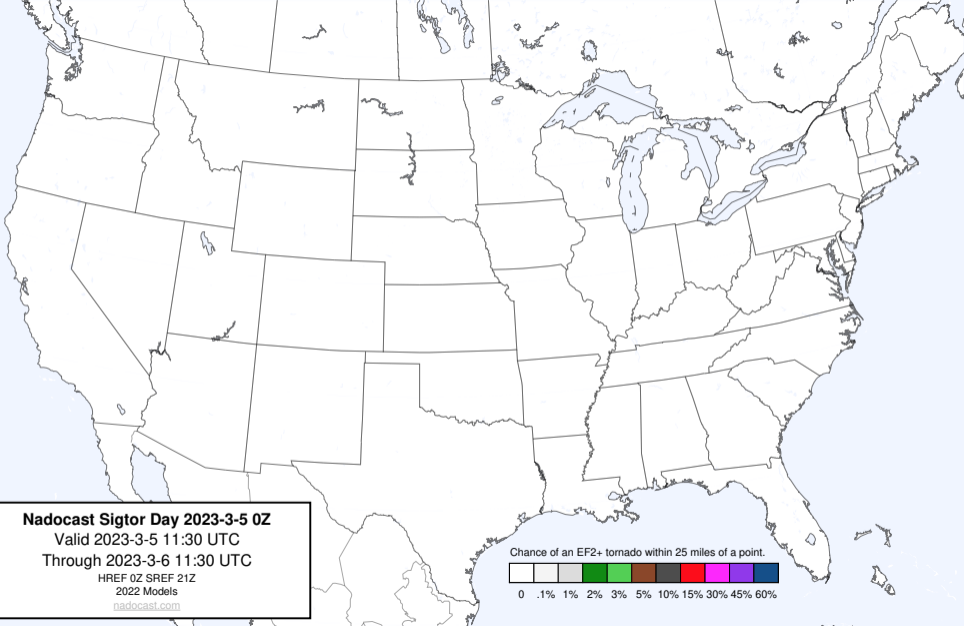 Nadocast Sigtor Day 2023-3-5 0Z
Valid 2023-3-5 11:30 UTC
Through 2023-3-6 11:30 UTC
HREF 0Z SREF 21Z
2022 Models
nadocast.com
Chance of an EF2+ tornado within 25 miles of a point.
0 .1% 1% 2% 3% 5% 10% 15% 30% 45% 60%